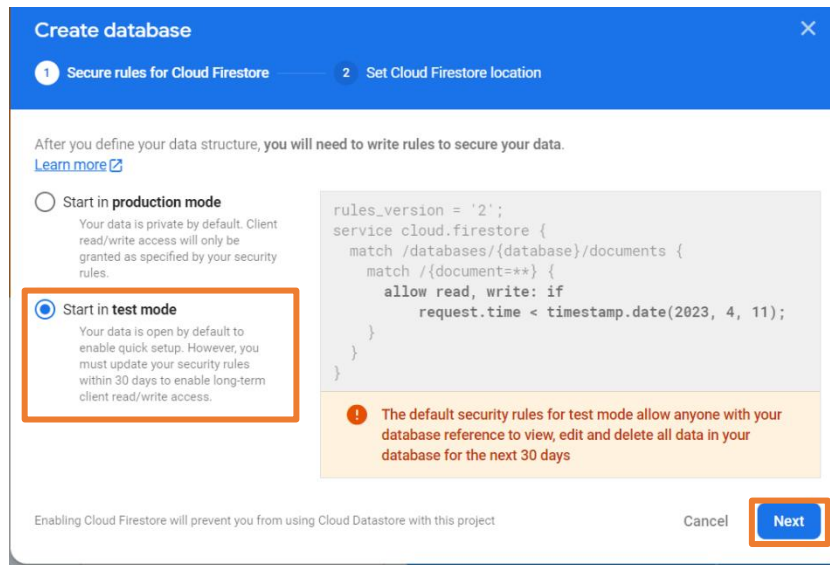 Create database
1 Secure rules for Cloud Firestore 2 Set Cloud Firestore location
After you define your data structure, you will need to write rules to secure your data.
Learn more
Start in production mode
Your data is private by default. Client
read/write access will only be
granted as specified by your security
rules.
Start in test mode
Your data is open by default to
enable quick setup. However, you
must update your security rules
within 30 days to enable long-term
client read/write access.
rules_version = '2';
service cloud.firestore {
match /databases/{database}/documents {
match /{document=**} {
allow read, write: if
request.time < timestamp.date(2023, 4, 11);
}
}
}
The default security rules for test mode allow anyone with your
database reference to view, edit and delete all data in your
database for the next 30 days
Enabling Cloud Firestore will prevent you from using Cloud Datastore with this project
Cancel Next